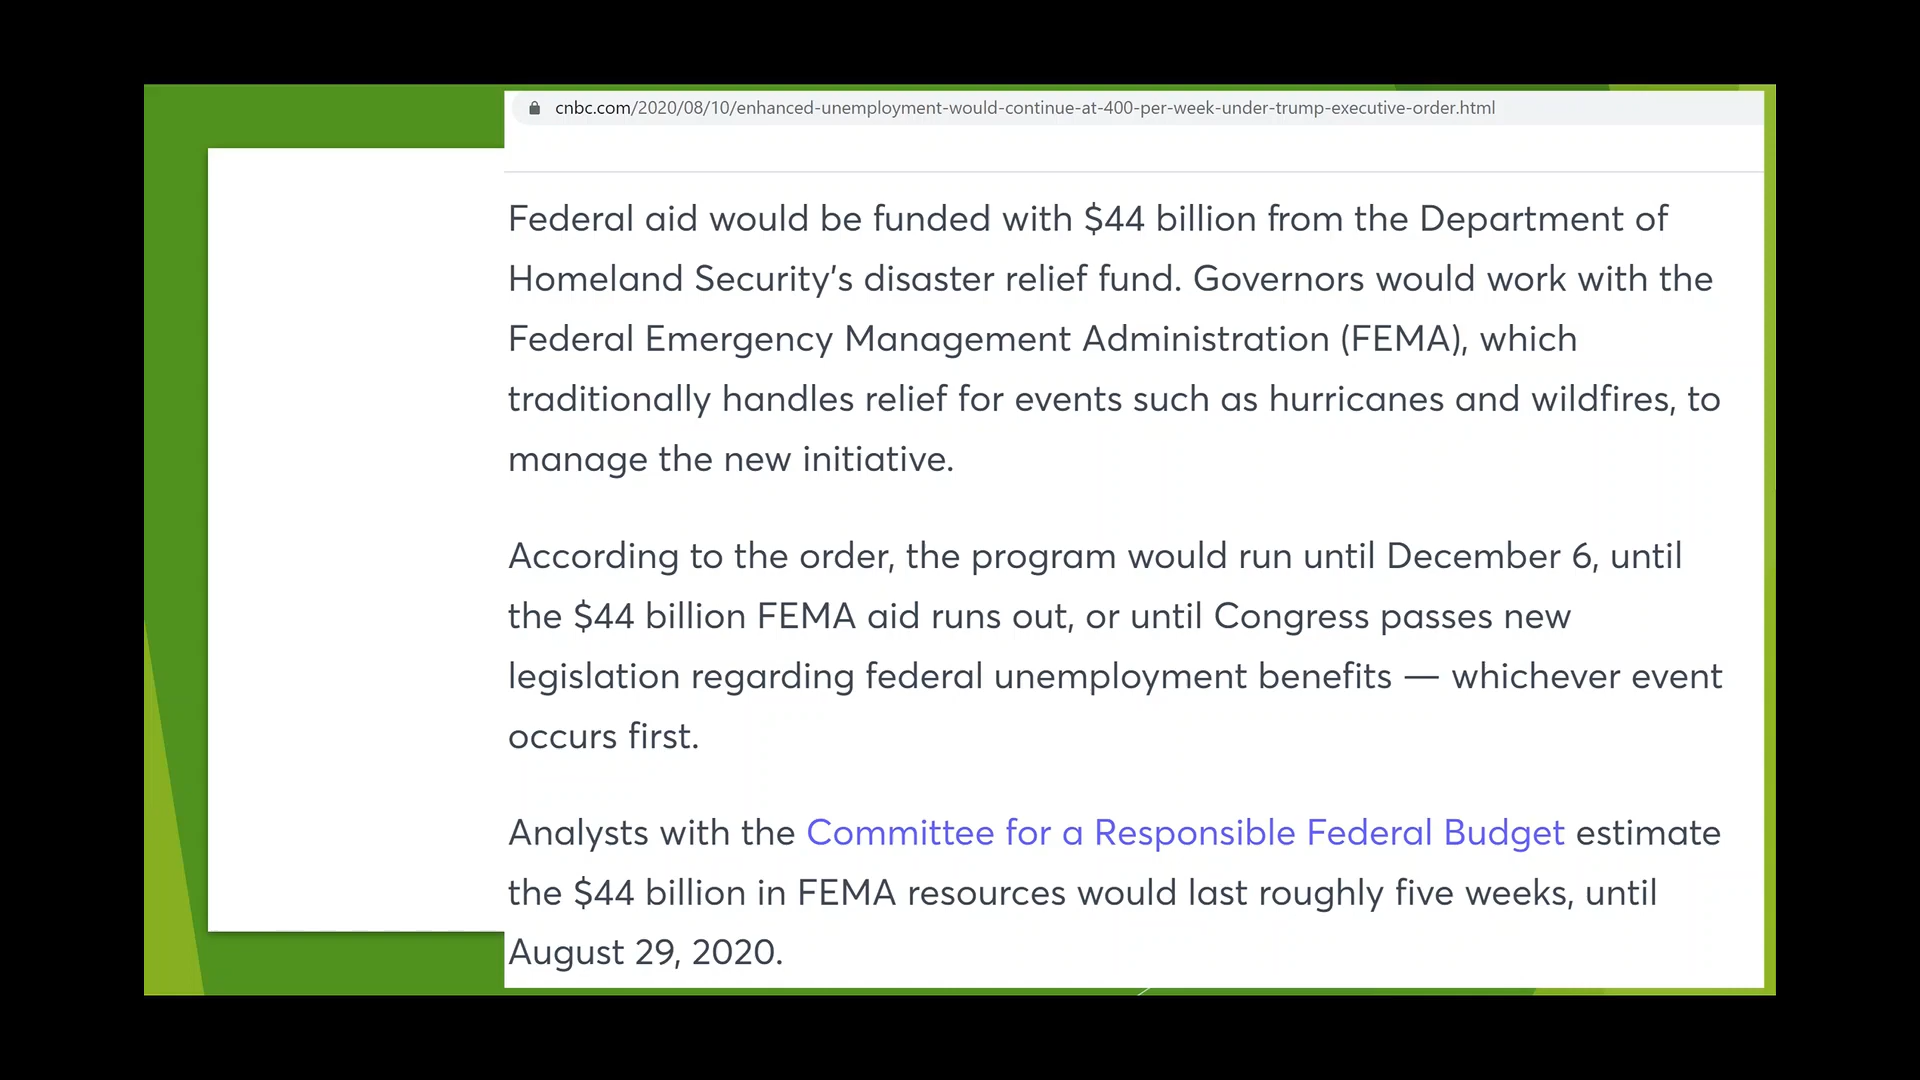 cnbc.com/2020/08/10/enhanced-unemployment-would-continue-at-400-per-week-under-trump-executive-order.html
Federal aid would be funded with $44 billion from the Department of
Homeland Security’s disaster relief fund. Governors would work with the
Federal Emergency Management Administration (FEMA), which
traditionally handles relief for events such as hurricanes and wildfires, to
manage the new initiative.
According to the order, the program would run until December 6, until
the $44 billion FEMA aid runs out, or until Congress passes new
legislation regarding federal unemployment benefits — whichever event
occurs first.
Analysts with the Committee for a Responsible Federal Budget estimate
the $44 billion in FEMA resources would last roughly five weeks, until
August 29, 2020.